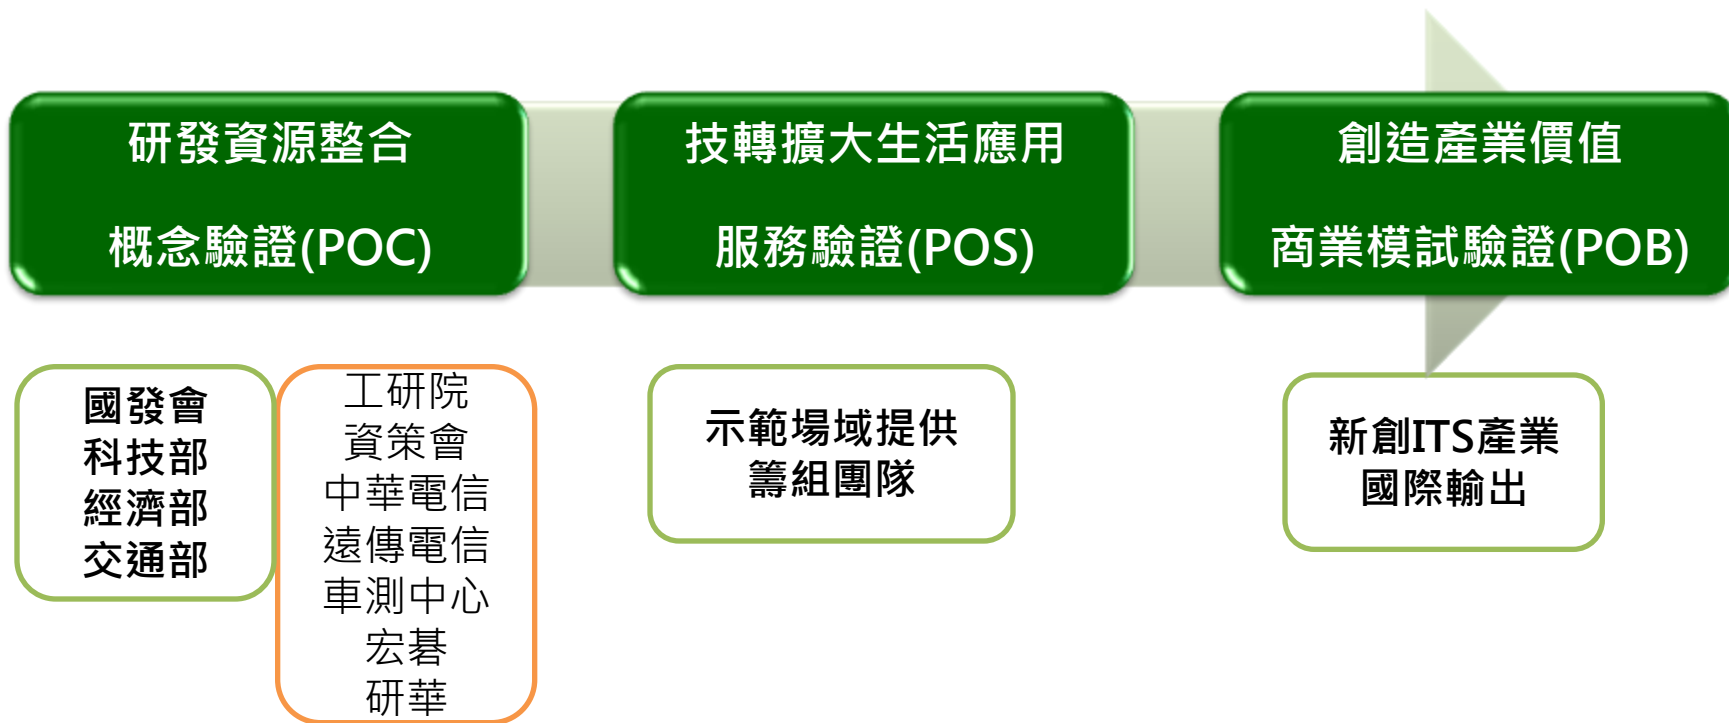 研發資源整合
概念驗證(POC)
技轉擴大生活應用
服務驗證(POS)
創造產業價值
商業模試驗證(POB)
國發會
科技部
經濟部
交通部
工研院
資策會
中華電信
遠傳電信
車測中心
宏碁
研華
示範場域提供
籌組團隊
新創ITS產業
國際輸出